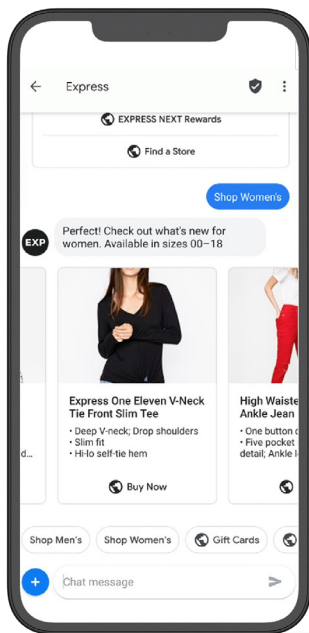 Express
EXPRESS NEXT Rewards
Find a Store
Shop Women's
EXP
Perfect! Check out what's new for
women. Available in sizes 00–18
d...
Express One Eleven V-Neck
Tie Front Slim Tee
• Deep V-neck; Drop shoulders
• Slim fit
• Hi-lo self-tie hem
Buy Now
High Waiste
Ankle Jean
• One button
• Five pocket
detail; Ankle
Shop Men's
Shop Women's
Gift Cards
Chat message